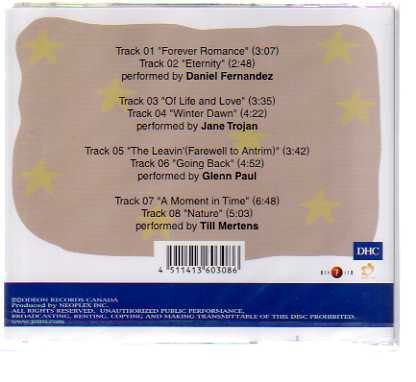 Track 01 "Forever Romance" (3:07)
Track 02 "Eternity" (2:48)
performed by Daniel Fernandez
Track 03 "Of Life and Love" (3:35)
Track 04 "Winter Dawn" (4:22)
performed by Jane Trojan
Track 05 "The Leavin'(Farewell to Antrim)" (3:42)
Track 06 "Going Back" (4:52)
performed by Glenn Paul
Track 07 "A Moment in Time" (6:48)
Track 08 "Nature" (5:03)
performed by Till Mertens
4 511413 603086
DHC
ⓅⒸODEON RECORDS CANADA
Produced by NEOPLEX INC.
ALL RIGHTS RESERVED. UNAUTHORIZED PUBLIC PERFORMANCE,
BROADCASTING, RENTING, COPYING AND MAKING TRANSMITTABLE OF THIS DISC PROHIBITED.